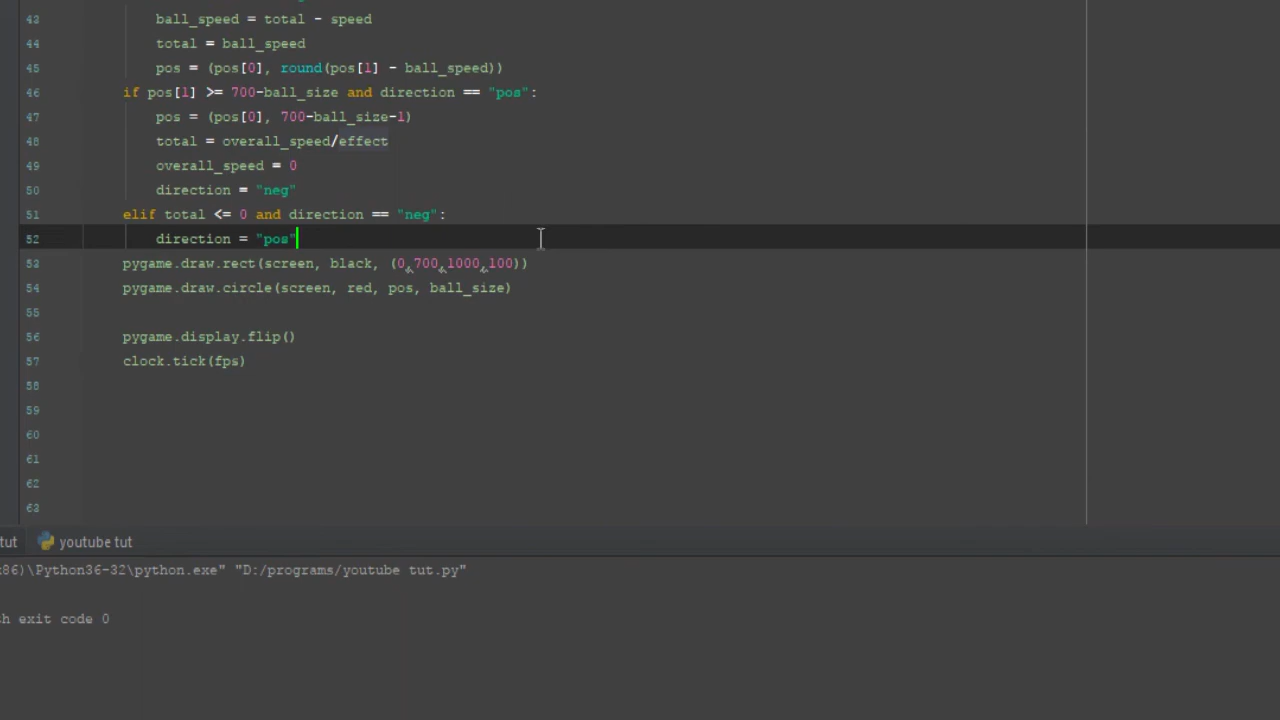 43 ball_speed = total - speed
44 total = ball_speed
45 pos = (pos[0], round(pos[1] - ball_speed))
46 if pos[1] >= 700-ball_size and direction == "pos":
47 pos = (pos[0], 700-ball_size-1)
48 total = overall_speed/effect
49 overall_speed = 0
50 direction = "neg"
51 elif total <= 0 and direction == "neg":
52 direction = "pos"
53 pygame.draw.rect(screen, black, (0,700,1000,100))
54 pygame.draw.circle(screen, red, pos, ball_size)
55
56 pygame.display.flip()
57 clock.tick(fps)
58
59
60
61
62
63
tut youtube tut
x86)\Python36-32\python.exe" "D:/programs/youtube tut.py"
h exit code 0